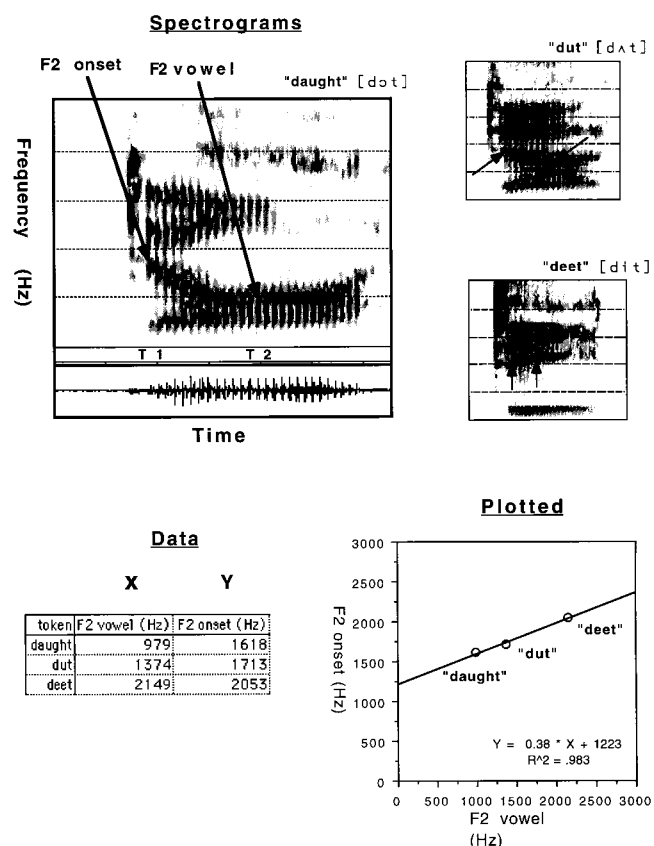 Spectrograms
F2 onset
F2 vowel
"daught" [dɔt]
"dut" [dʌt]
Frequency (Hz)
T 1
T 2
Time
"deet" [dit]
Data
X Y
token F2 vowel (Hz) F2 onset (Hz)
daught 979 1618
dut 1374 1713
deet 2149 2053
Plotted
3000
2500
2000
1500
1000
500
0
F2 onset (Hz)
"deet"
"dut"
"daught"
Y = 0.38 * X + 1223
R^2 = .983
0 500 1000 1500 2000 2500 3000
F2 vowel
(Hz)